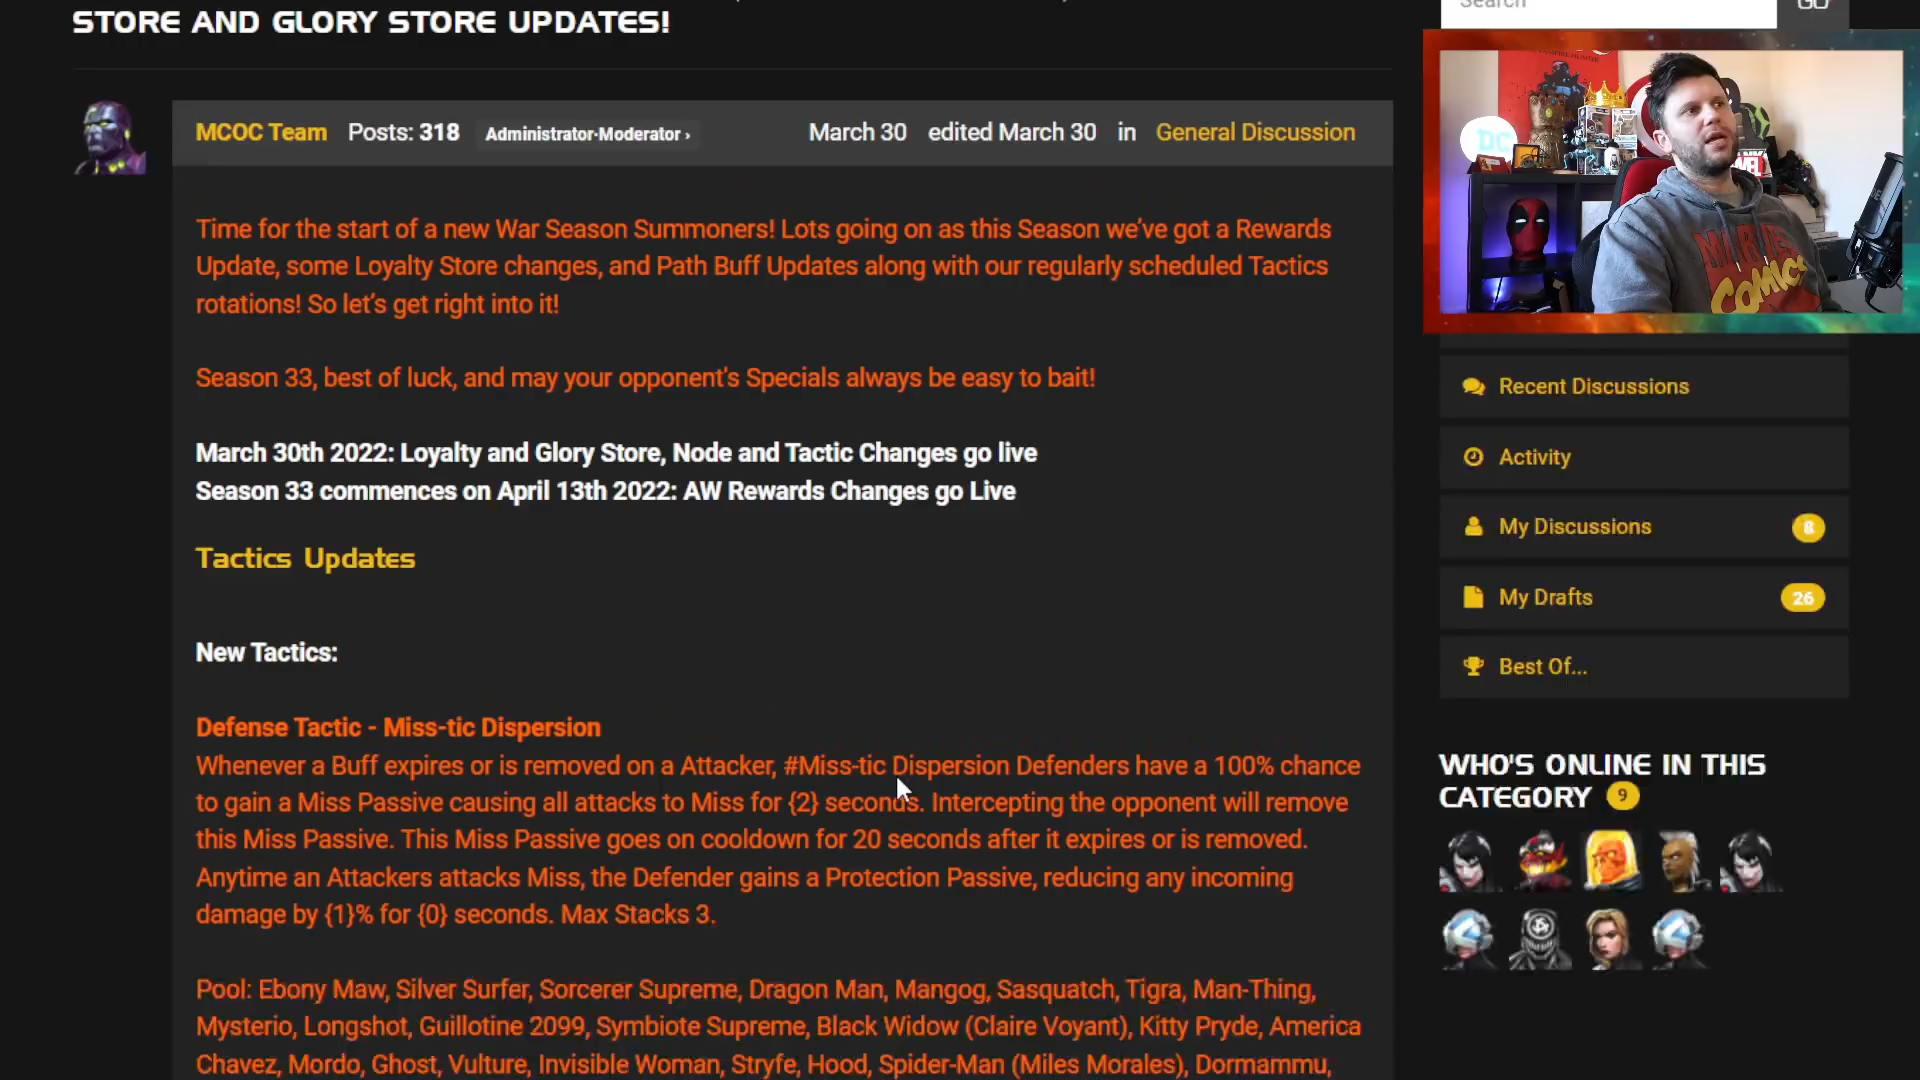 STORE AND GLORY STORE UPDATES!
Search
GO
MCOC Team Posts: 318 Administrator-Moderator › March 30 edited March 30 in General Discussion
Time for the start of a new War Season Summoners! Lots going on as this Season we've got a Rewards
Update, some Loyalty Store changes, and Path Buff Updates along with our regularly scheduled Tactics
rotations! So let's get right into it!
Season 33, best of luck, and may your opponent's Specials always be easy to bait!
March 30th 2022: Loyalty and Glory Store, Node and Tactic Changes go live
Season 33 commences on April 13th 2022: AW Rewards Changes go Live
Tactics Updates
New Tactics:
Defense Tactic - Miss-tic Dispersion
Whenever a Buff expires or is removed on a Attacker, #Miss-tic Dispersion Defenders have a 100% chance
to gain a Miss Passive causing all attacks to Miss for {2} seconds. Intercepting the opponent will remove
this Miss Passive. This Miss Passive goes on cooldown for 20 seconds after it expires or is removed.
Anytime an Attackers attacks Miss, the Defender gains a Protection Passive, reducing any incoming
damage by {1}% for {0} seconds. Max Stacks 3.
Pool: Ebony Maw, Silver Surfer, Sorcerer Supreme, Dragon Man, Mangog, Sasquatch, Tigra, Man-Thing,
Mysterio, Longshot, Guillotine 2099, Symbiote Supreme, Black Widow (Claire Voyant), Kitty Pryde, America
Chavez, Mordo, Ghost, Vulture, Invisible Woman, Stryfe, Hood, Spider-Man (Miles Morales), Dormammu,
DC
COMICS
Recent Discussions
Activity
My Discussions 8
My Drafts 26
Best Of...
WHO'S ONLINE IN THIS
CATEGORY 9